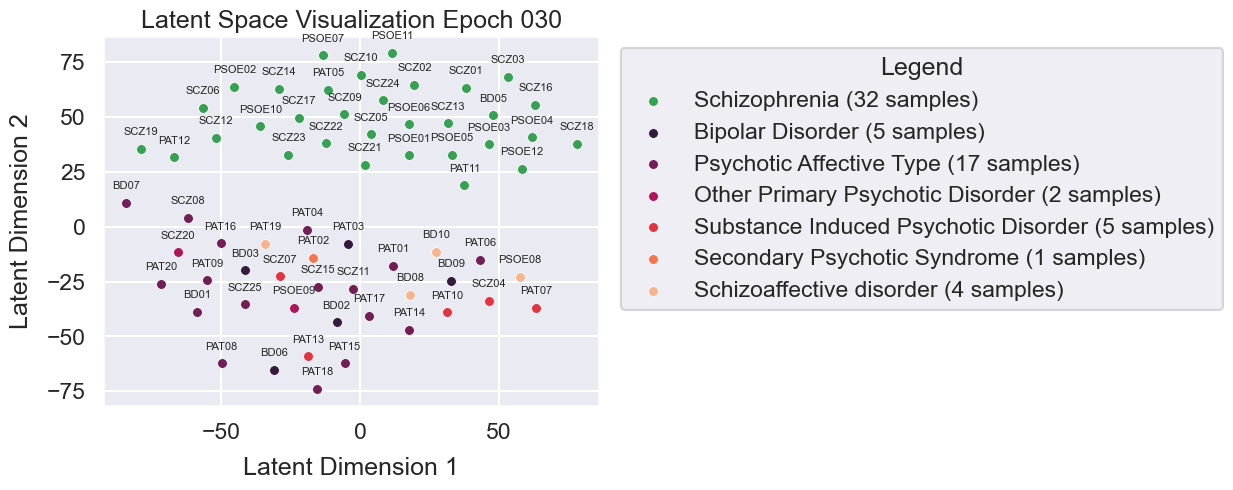 Latent Space Visualization Epoch 030
PSOE07
PSOE11
SCZ10
SCZ03
SCZ02
SCZ01
PSOE02
SCZ14
PAT05
SCZ24
SCZ16
SCZ06
SCZ17
SCZ09
BD05
PSOE10
PSOE06
SCZ13
SCZ12
SCZ22
SCZ05
PSOE03
PSOE04
SCZ19
PAT12
SCZ23
PSOE01
PSOE05
SCZ18
SCZ21
PSOE12
PAT11
BD07
SCZ08
PAT16
PAT19
PAT04
PAT03
SCZ20
PAT02
BD10
PAT06
BD03
SCZ07
PAT01
PAT20
PAT09
SCZ15
SCZ11
BD08
BD09
PSOE08
BD01
SCZ25
PSOE09
BD02
PAT17
PAT10
SCZ04
PAT07
PAT14
PAT08
BD06
PAT13
PAT15
PAT18
75
50
25
0
−25
−50
−75
−50
0
50
Latent Dimension 1
Latent Dimension 2
Legend
Schizophrenia (32 samples)
Bipolar Disorder (5 samples)
Psychotic Affective Type (17 samples)
Other Primary Psychotic Disorder (2 samples)
Substance Induced Psychotic Disorder (5 samples)
Secondary Psychotic Syndrome (1 samples)
Schizoaffective disorder (4 samples)